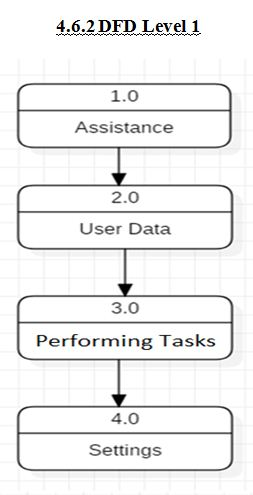 4.6.2 DFD Level 1
1.0
Assistance
2.0
User Data
3.0
Performing Tasks
4.0
Settings